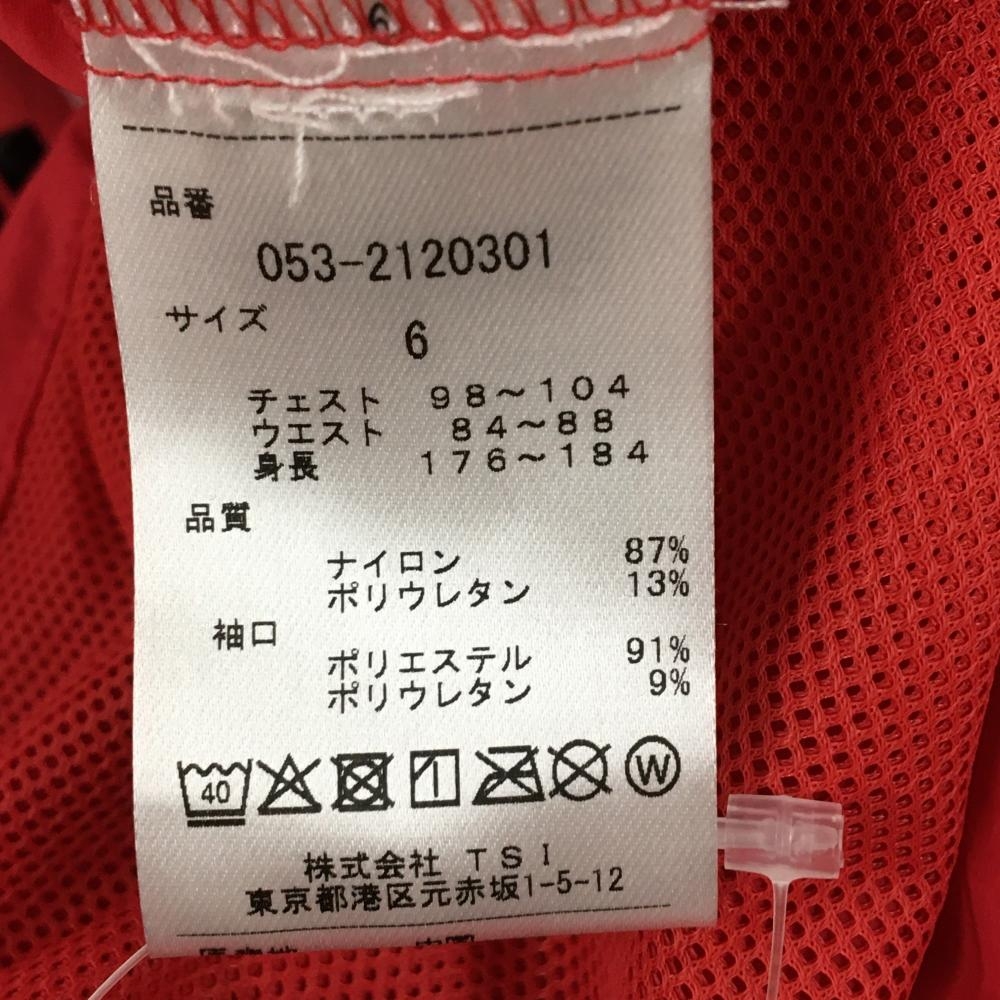 6
品番
053-2120301
サイズ
6
チェスト 98〜104
ウエスト 84〜88
身長 176〜184
品質
ナイロン 87%
ポリウレタン 13%
袖口
ポリエステル 91%
ポリウレタン 9%
40
W
株式会社 TSI
東京都港区元赤坂1-5-12